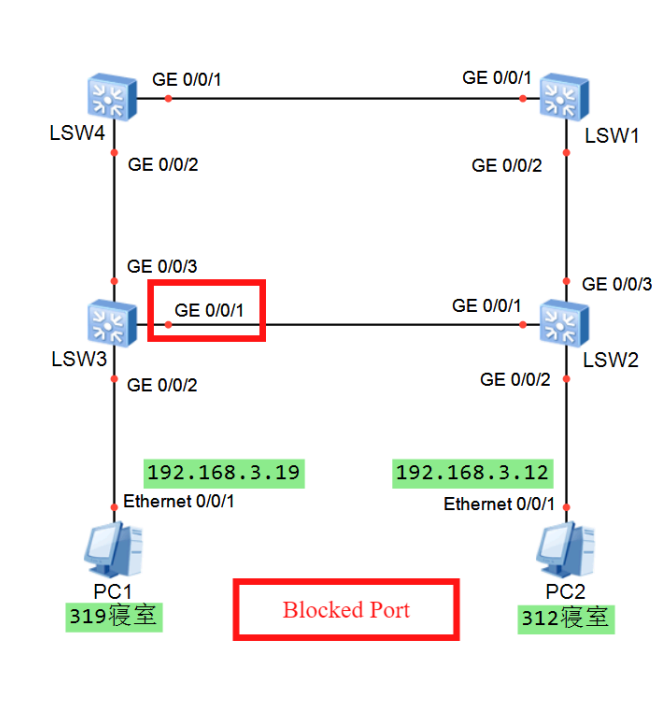 GE 0/0/1
GE 0/0/1
LSW4
LSW1
GE 0/0/2
GE 0/0/2
GE 0/0/3
GE 0/0/3
GE 0/0/1
GE 0/0/1
LSW3
LSW2
GE 0/0/2
GE 0/0/2
192.168.3.19
192.168.3.12
Ethernet 0/0/1
Ethernet 0/0/1
PC1
PC2
319寝室
312寝室
Blocked Port